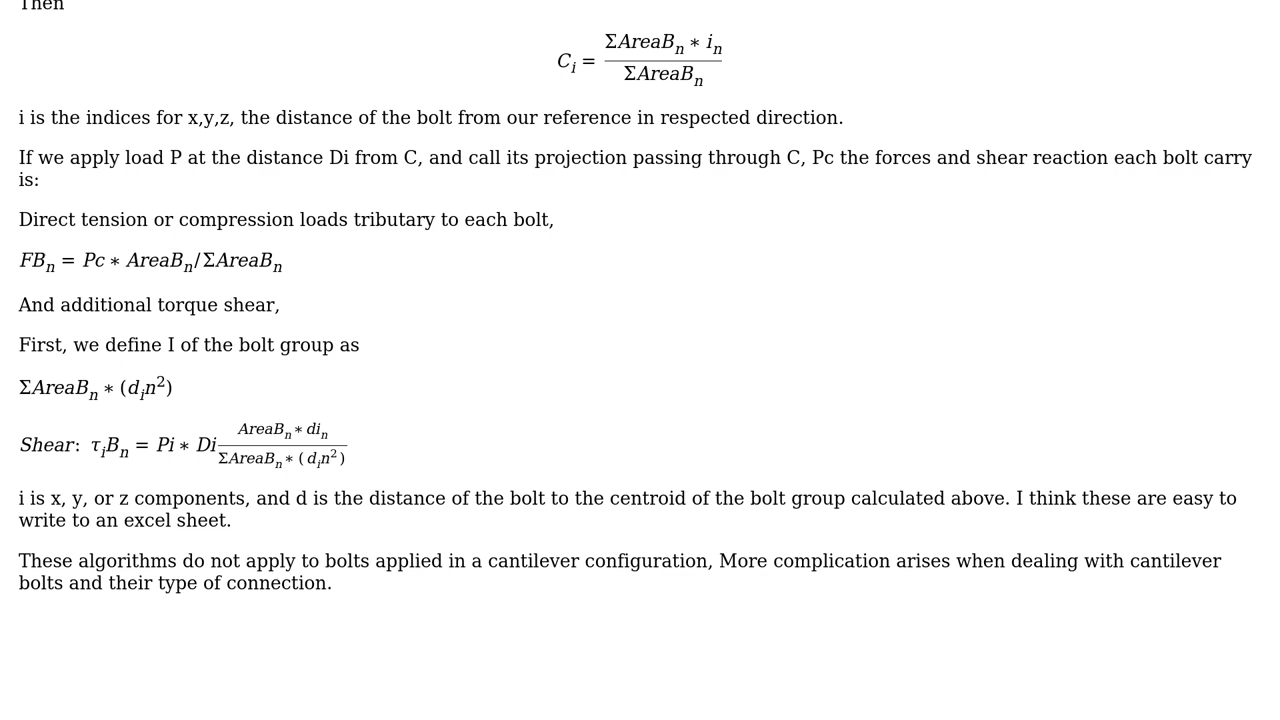 Then
C_i = ΣAreaB_n ∗ i_n / ΣAreaB_n
i is the indices for x,y,z, the distance of the bolt from our reference in respected direction.
If we apply load P at the distance Di from C, and call its projection passing through C, Pc the forces and shear reaction each bolt carry
is:
Direct tension or compression loads tributary to each bolt,
FB_n = Pc ∗ AreaB_n/ΣAreaB_n
And additional torque shear,
First, we define I of the bolt group as
ΣAreaB_n ∗ (d_in^2)
Shear: τ_iB_n = Pi ∗ Di AreaB_n ∗ di_n / ΣAreaB_n ∗ ( d_in^2 )
i is x, y, or z components, and d is the distance of the bolt to the centroid of the bolt group calculated above. I think these are easy to
write to an excel sheet.
These algorithms do not apply to bolts applied in a cantilever configuration, More complication arises when dealing with cantilever
bolts and their type of connection.